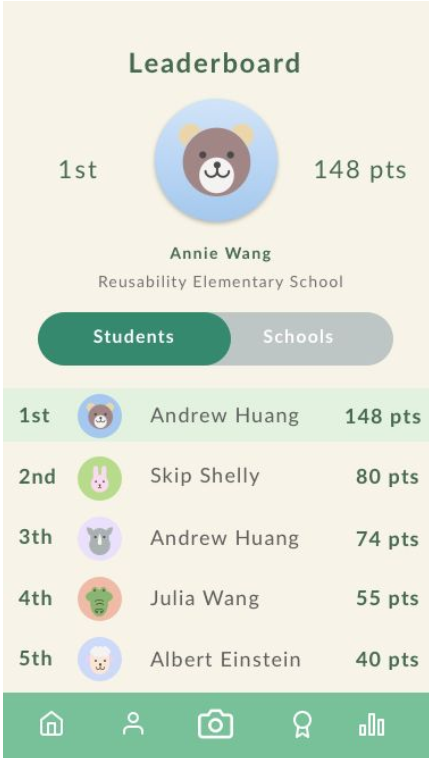 Leaderboard
1st 148 pts
Annie Wang
Reusability Elementary School
Students Schools
1st Andrew Huang 148 pts
2nd Skip Shelly 80 pts
3th Andrew Huang 74 pts
4th Julia Wang 55 pts
5th Albert Einstein 40 pts